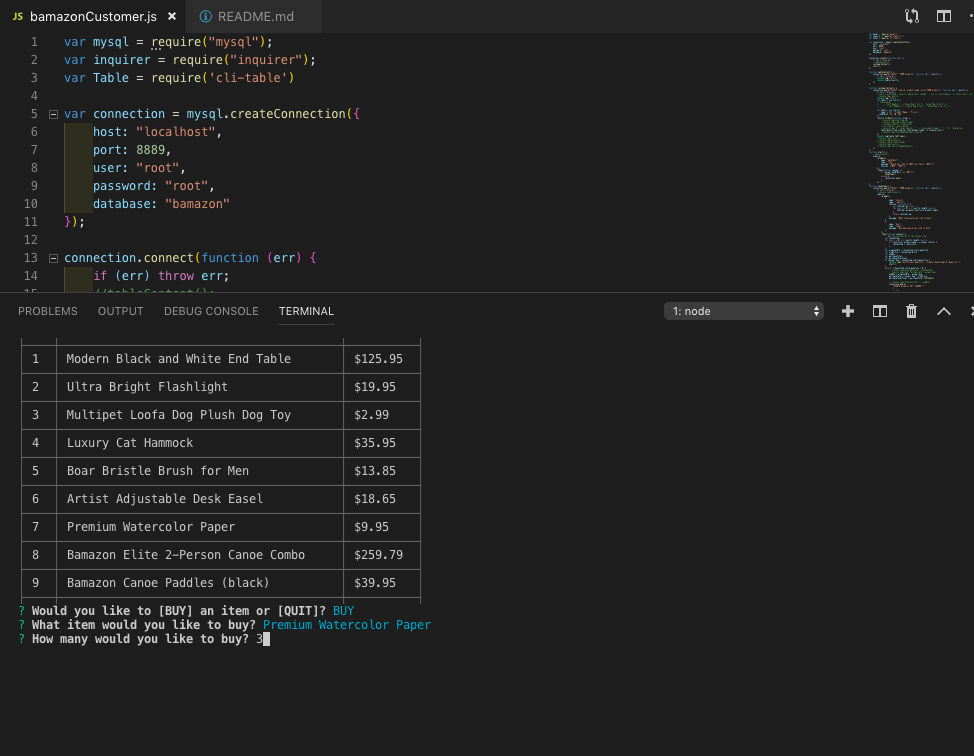 JS bamazonCustomer.js × README.md
1 var mysql = require("mysql");
2 var inquirer = require("inquirer");
3 var Table = require('cli-table')
4
5 var connection = mysql.createConnection({
6 host: "localhost",
7 port: 8889,
8 user: "root",
9 password: "root",
10 database: "bamazon"
11 });
12
13 connection.connect(function (err) {
14 if (err) throw err;
15 //tableContent();
PROBLEMS OUTPUT DEBUG CONSOLE TERMINAL 1: node
1 Modern Black and White End Table $125.95
2 Ultra Bright Flashlight $19.95
3 Multipet Loofa Dog Plush Dog Toy $2.99
4 Luxury Cat Hammock $35.95
5 Boar Bristle Brush for Men $13.85
6 Artist Adjustable Desk Easel $18.65
7 Premium Watercolor Paper $9.95
8 Bamazon Elite 2-Person Canoe Combo $259.79
9 Bamazon Canoe Paddles (black) $39.95
? Would you like to [BUY] an item or [QUIT]? BUY
? What item would you like to buy? Premium Watercolor Paper
? How many would you like to buy? 3